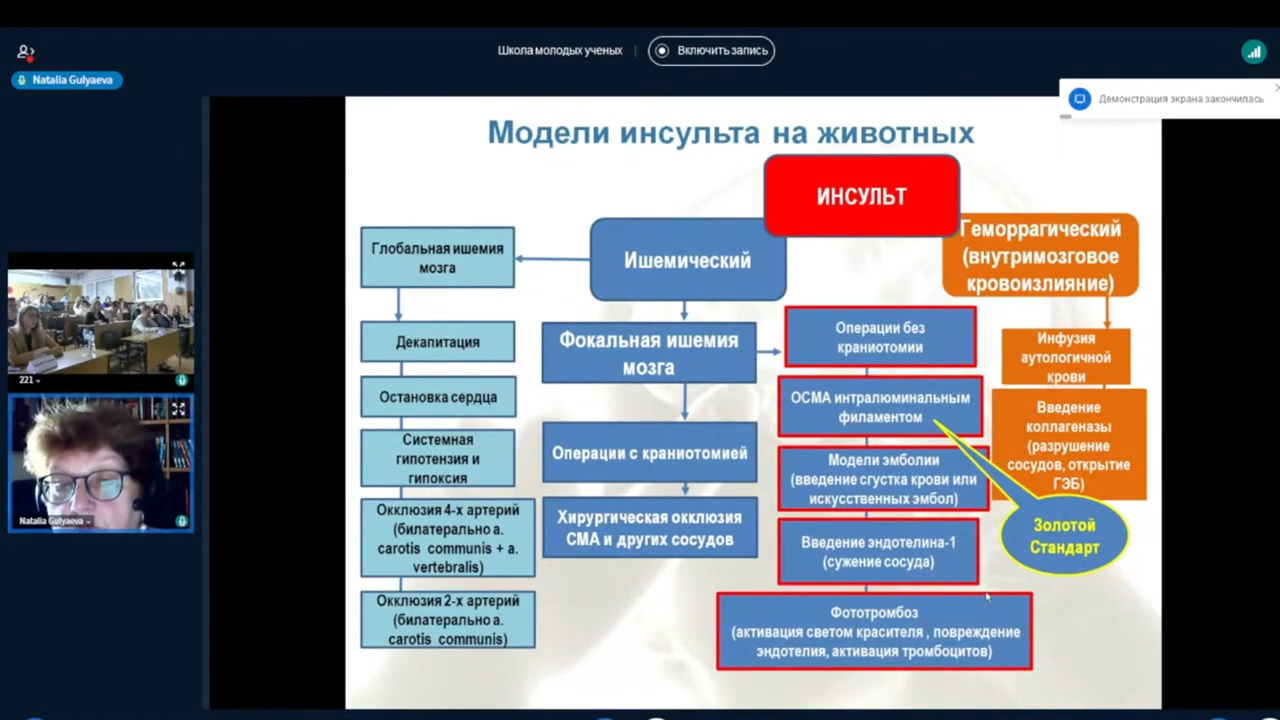 Школа молодых ученых
Включить запись
Natalia Gulyaeva
Демонстрация экрана закончилась
Модели инсульта на животных
ИНСУЛЬТ
Ишемический
Геморрагический
(внутримозговое
кровоизлияние)
Глобальная ишемия
мозга
Декапитация
Остановка сердца
Системная
гипотензия и
гипоксия
Окклюзия 4-х артерий
(билатерально a.
carotis communis + a.
vertebralis)
Окклюзия 2-х артерий
(билатерально a.
carotis communis)
Фокальная ишемия
мозга
Операции с краниотомией
Хирургическая окклюзия
СМА и других сосудов
Операции без
краниотомии
ОСМА интралюминальным
филаментом
Модели эмболии
(введение сгустка крови или
искусственных эмбол)
Введение эндотелина-1
(сужение сосуда)
Фототромбоз
(активация светом красителя , повреждение
эндотелия, активация тромбоцитов)
Инфузия
аутологичной
крови
Введение
коллагеназы
(разрушение
сосудов, открытие
ГЭБ)
Золотой
Стандарт
221
Natalia Gulyaeva